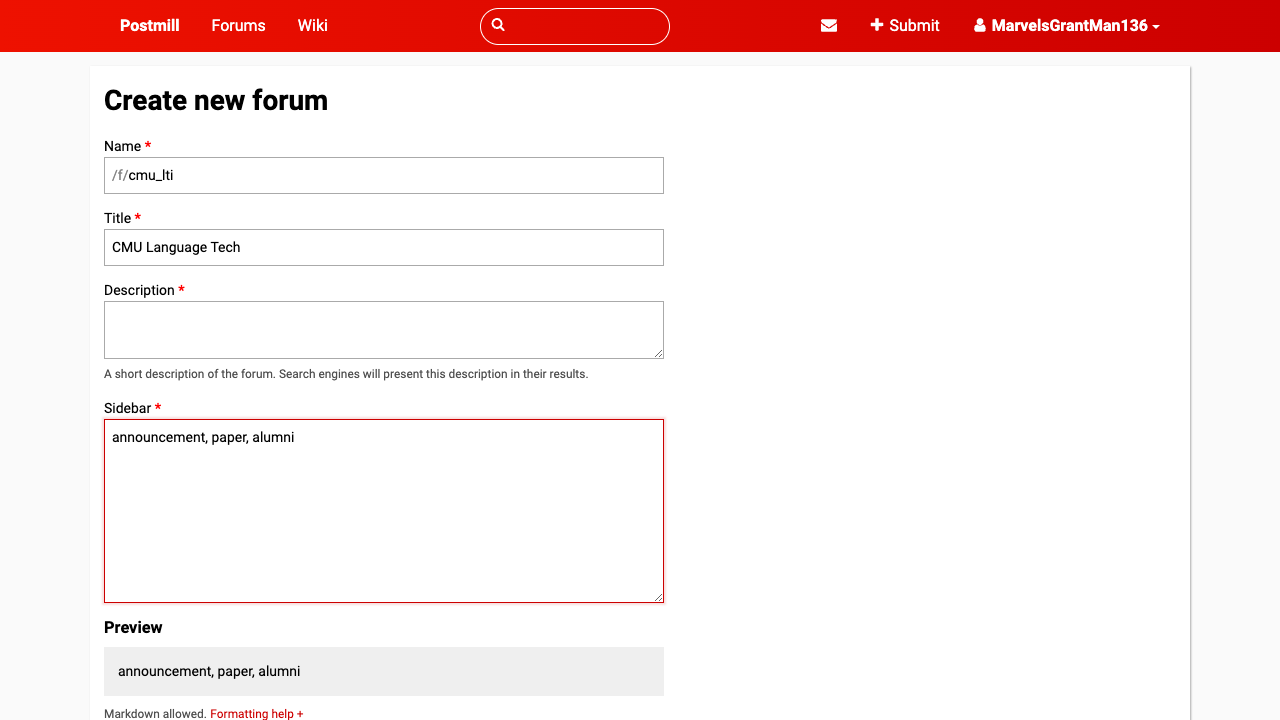 Postmill Forums Wiki Submit MarvelsGrantMan136
Create new forum
Name *
/f/cmu_lti
Title *
CMU Language Tech
Description *
A short description of the forum. Search engines will present this description in their results.
Sidebar *
announcement, paper, alumni
Preview
announcement, paper, alumni
Markdown allowed. Formatting help +